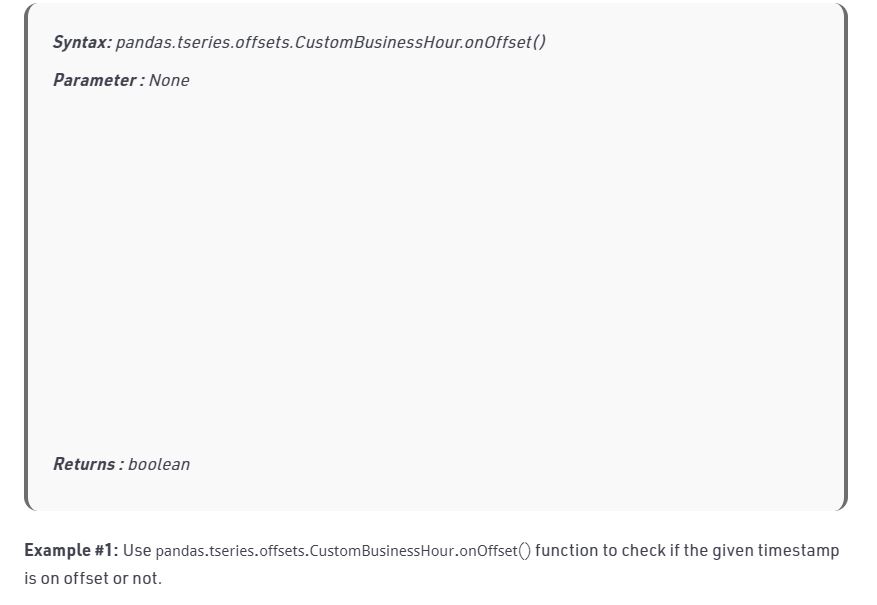 Syntax: pandas.tseries.offsets.CustomBusinessHour.onOffset()
Parameter : None
Returns : boolean
Example #1: Use pandas.tseries.offsets.CustomBusinessHour.onOffset() function to check if the given timestamp
is on offset or not.